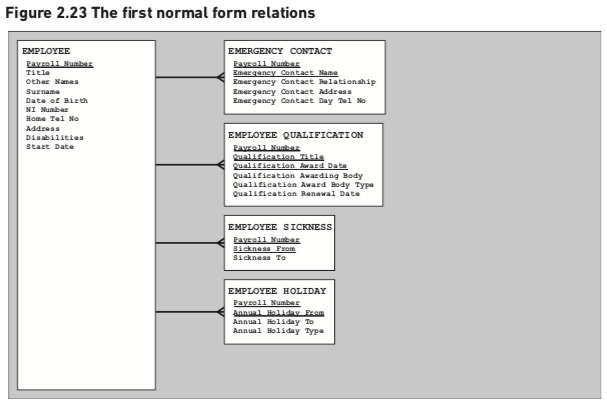 Figure 2.23 The first normal form relations
EMPLOYEE
Payroll Number
Title
Other Names
Surname
Date of Birth
NI Number
Home Tel No
Address
Disabilities
Start Date
EMERGENCY CONTACT
Payroll Number
Emergency Contact Name
Emergency Contact Relationship
Emergency Contact Address
Emergency Contact Day Tel No
EMPLOYEE QUALIFICATION
Payroll Number
Qualification Title
Qualification Award Date
Qualification Awarding Body
Qualification Award Body Type
Qualification Renewal Date
EMPLOYEE SICKNESS
Payroll Number
Sickness From
Sickness To
EMPLOYEE HOLIDAY
Payroll Number
Annual Holiday From
Annual Holiday To
Annual Holiday Type